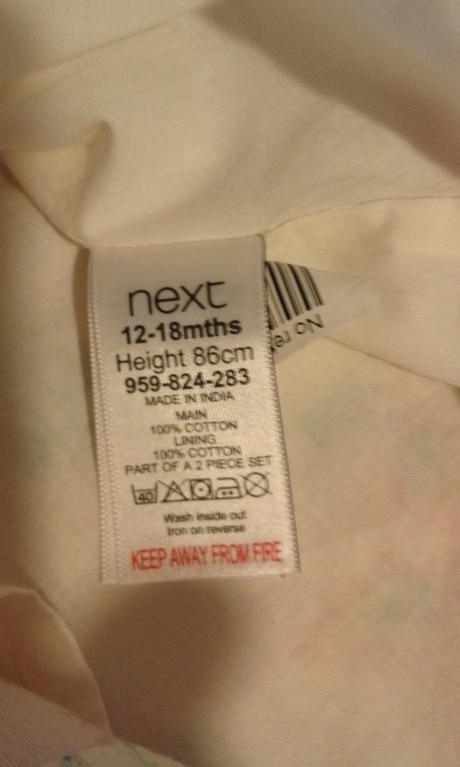 next
12-18mths
Height 86cm
959-824-283
MADE IN INDIA
MAIN
100% COTTON
LINING
100% COTTON
PART OF A 2 PIECE SET
40
Wash inside out
Iron on reverse
KEEP AWAY FROM FIRE
No